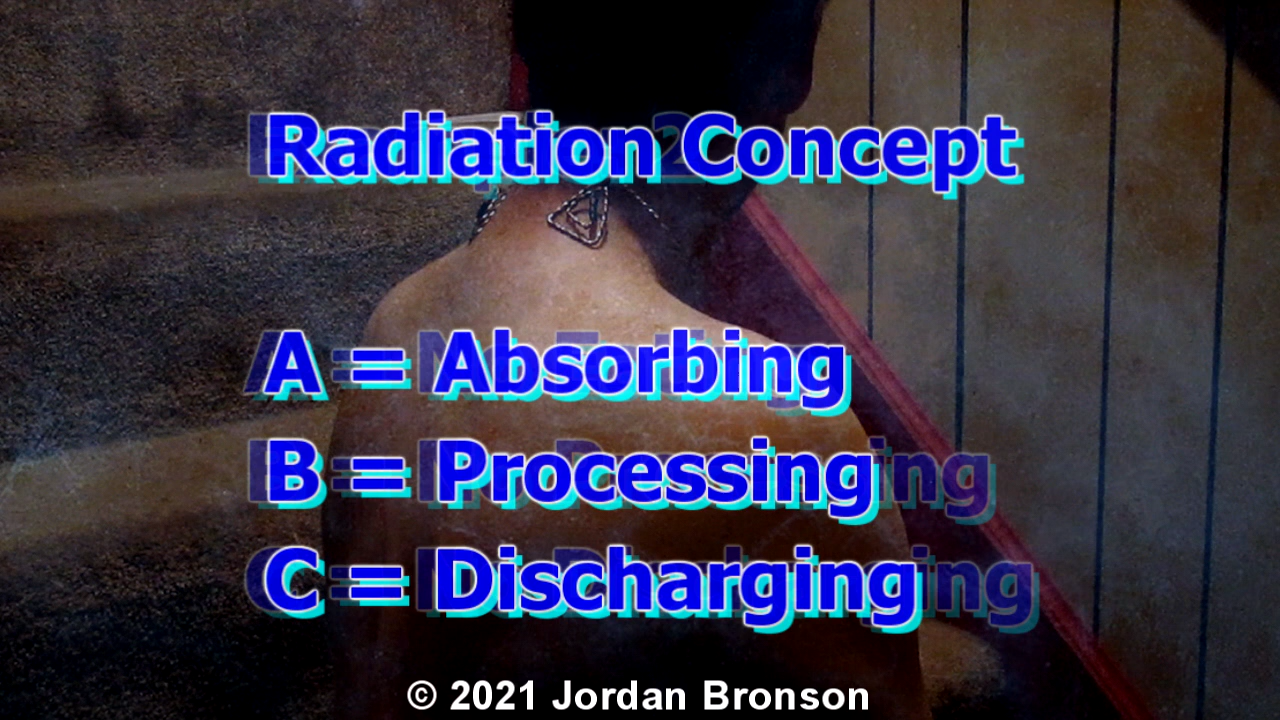 Radiation Concept
A = Absorbing
B = Processing
C = Discharging
© 2021 Jordan Bronson